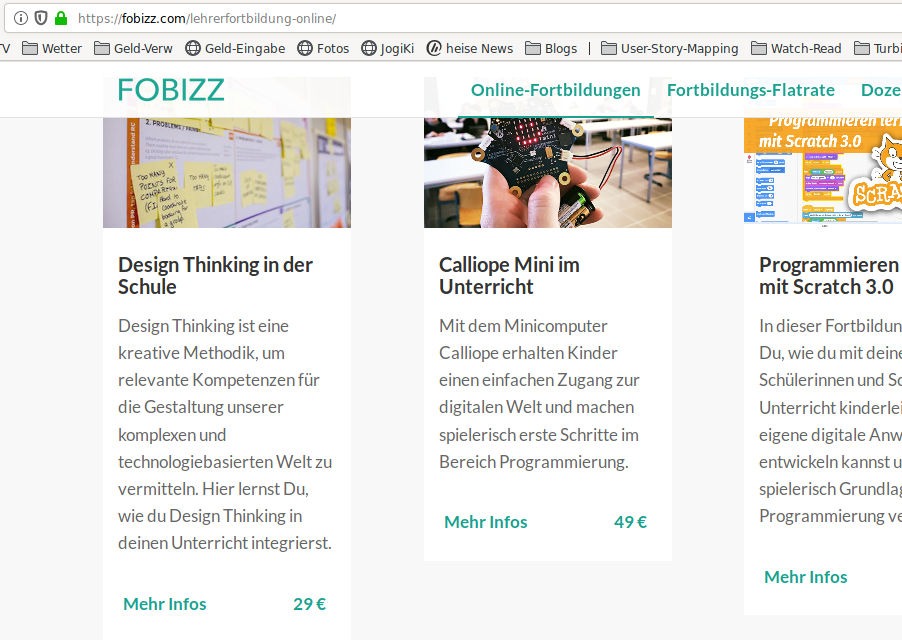 https://fobizz.com/lehrerfortbildung-online/
TV Wetter Geld-Verw Geld-Eingabe Fotos JogiKi heise News Blogs | User-Story-Mapping Watch-Read Turbi
FOBIZZ Online-Fortbildungen Fortbildungs-Flatrate Doze
2. PROBLEMS /
TOO MANY
POINTS FOR
TOO MANY
Programmieren lern
mit Scratch 3.0
SCRA
Design Thinking in der
Schule
Design Thinking ist eine
kreative Methodik, um
relevante Kompetenzen für
die Gestaltung unserer
komplexen und
technologiebasierten Welt zu
vermitteln. Hier lernst Du,
wie du Design Thinking in
deinen Unterricht integrierst.
Mehr Infos 29 €
Calliope Mini im
Unterricht
Mit dem Minicomputer
Calliope erhalten Kinder
einen einfachen Zugang zur
digitalen Welt und machen
spielerisch erste Schritte im
Bereich Programmierung.
Mehr Infos 49 €
Programmieren
mit Scratch 3.0
In dieser Fortbildun
Du, wie du mit deine
Schülerinnen und Sc
Unterricht kinderlei
eigene digitale Anw
entwickeln kannst u
spielerisch Grundlag
Programmierung ve
Mehr Infos